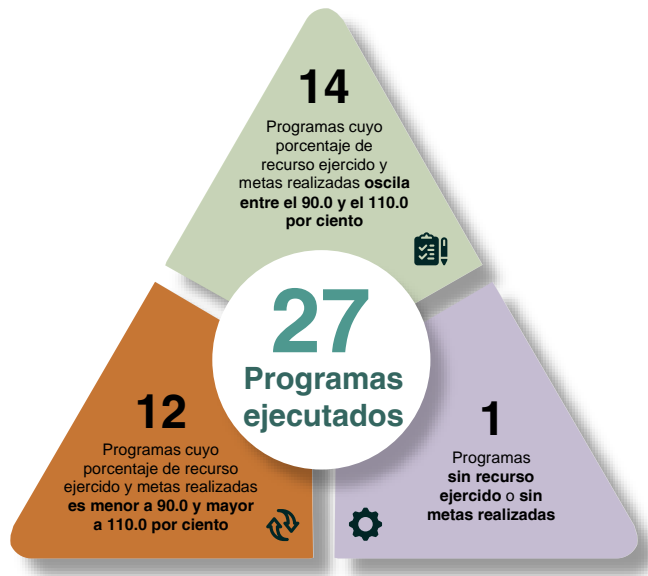 14
Programas cuyo
porcentaje de
recurso ejercido y
metas realizadas oscila
entre el 90.0 y el 110.0
por ciento
27
Programas
ejecutados
12
Programas cuyo
porcentaje de recurso
ejercido y metas realizadas
es menor a 90.0 y mayor
a 110.0 por ciento
1
Programas
sin recurso
ejercido o sin
metas realizadas